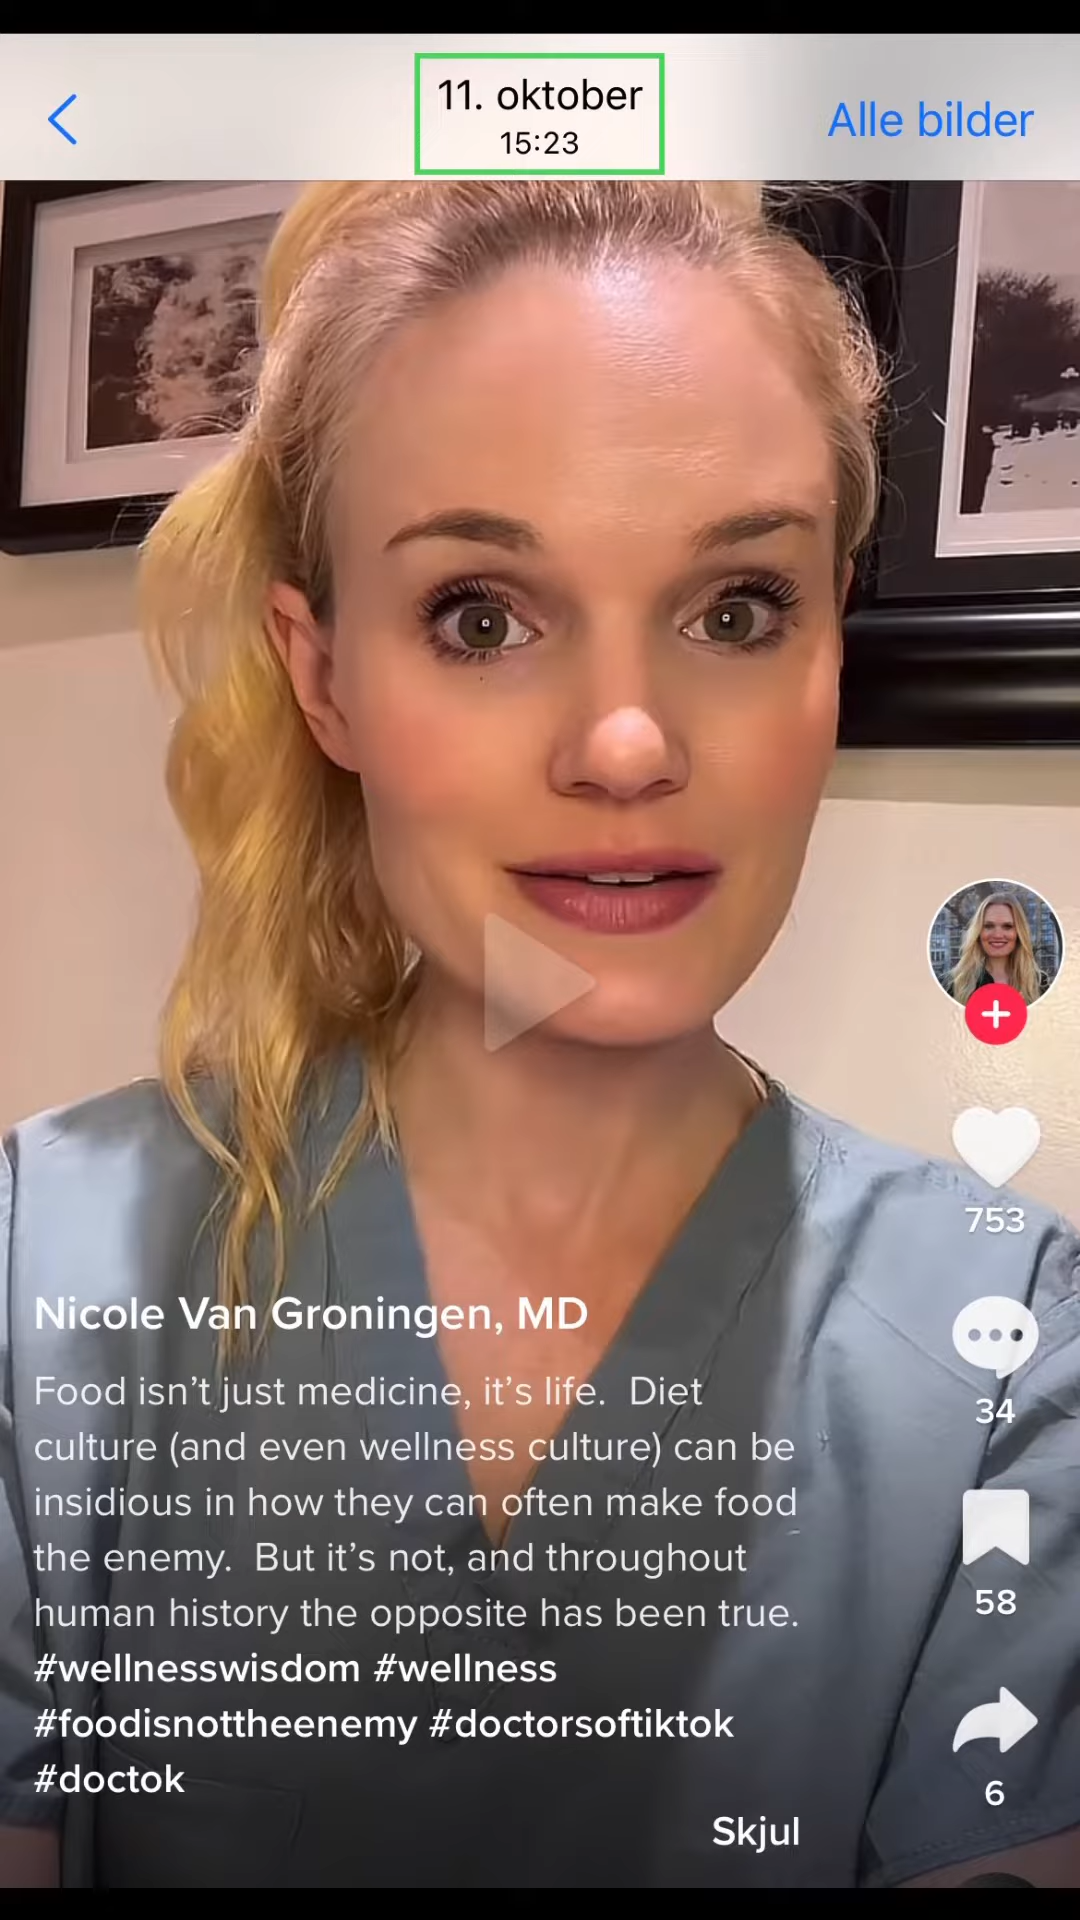 11. oktober
15:23
Alle bilder
753
Nicole Van Groningen, MD
Food isn’t just medicine, it’s life.  Diet
culture (and even wellness culture) can be
insidious in how they can often make food
the enemy.  But it’s not, and throughout
human history the opposite has been true.
#wellnesswisdom #wellness
#foodisnottheenemy #doctorsoftiktok
#doctok
34
58
6
Skjul